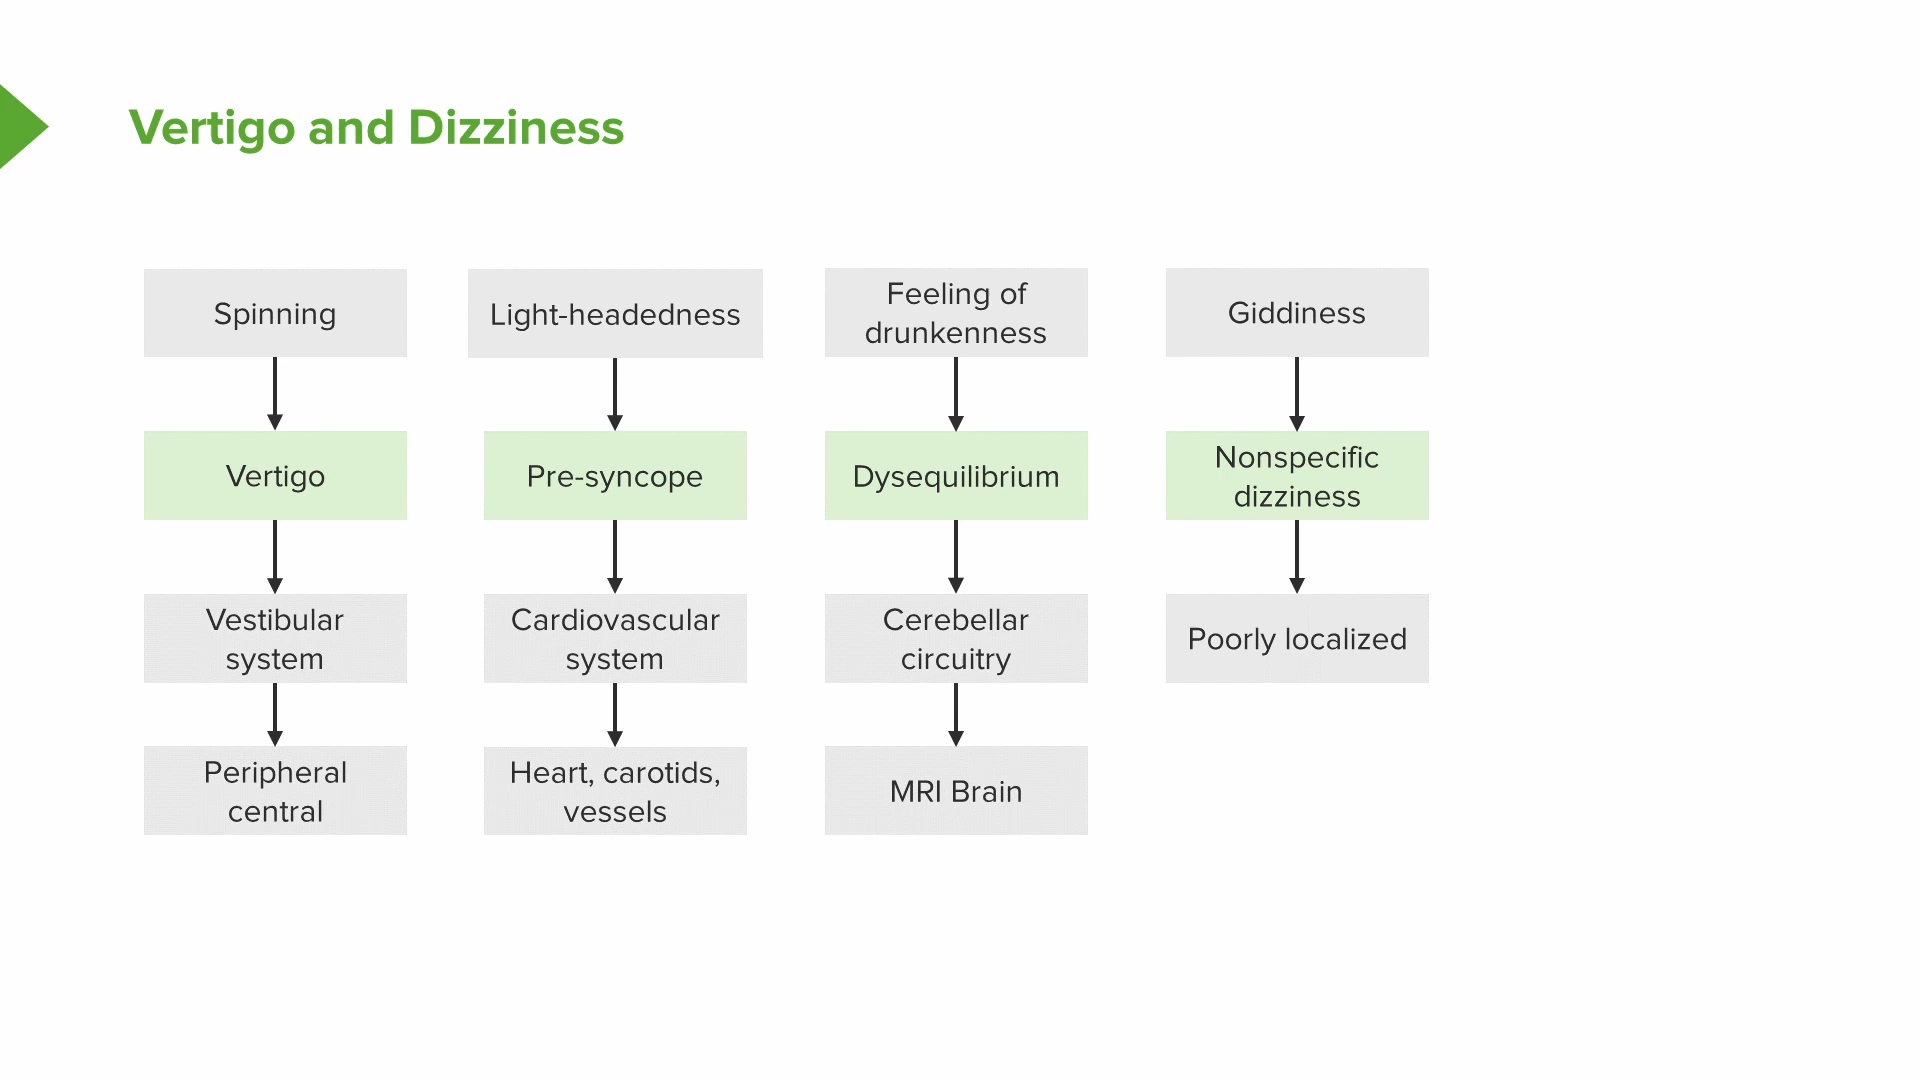 Vertigo and Dizziness
Spinning
Vertigo
Vestibular
system
Peripheral
central
Light-headedness
Pre-syncope
Cardiovascular
system
Heart, carotids,
vessels
Feeling of
drunkenness
Dysequilibrium
Cerebellar
circuitry
MRI Brain
Giddiness
Nonspecific
dizziness
Poorly localized